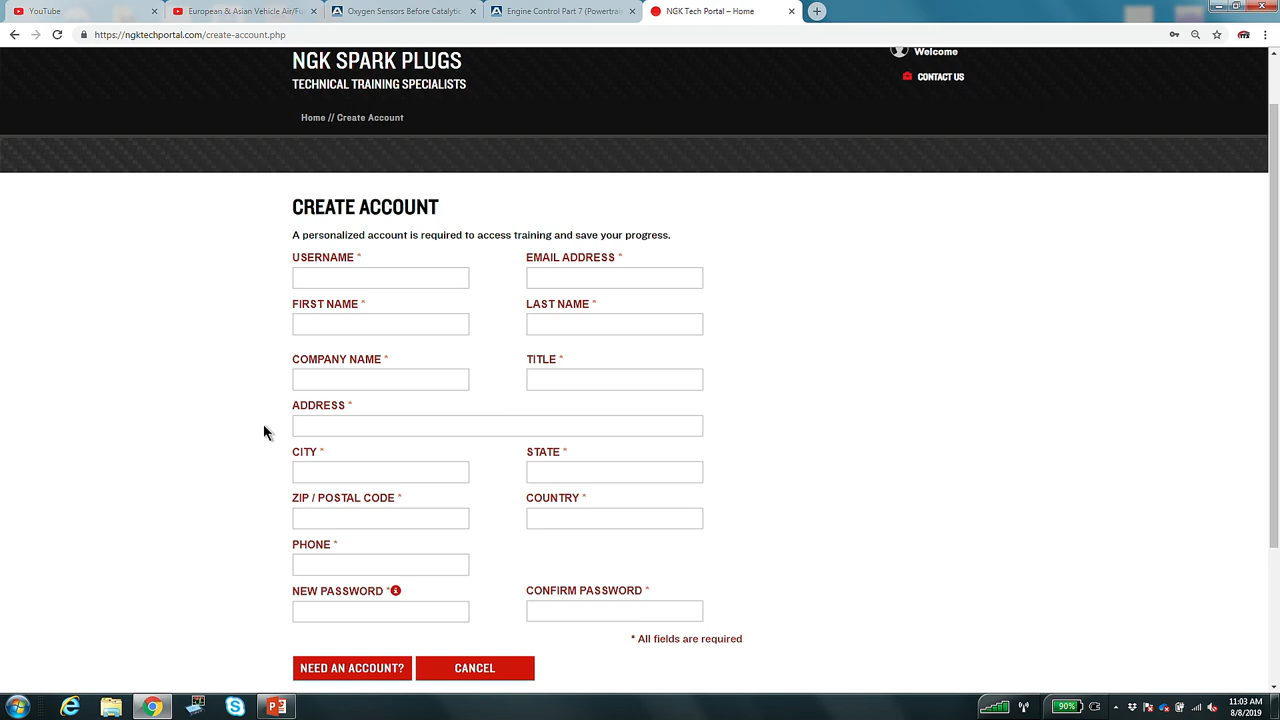 YouTube
European & Asian Vehicle Air/Fu
Oxygen Sensors Before Catalytic
Engine Control Part 7 (Powertrain
NGK Tech Portal – Home
https://ngktechportal.com/create-account.php
NGK SPARK PLUGS
Welcome
TECHNICAL TRAINING SPECIALISTS
CONTACT US
Home // Create Account
CREATE ACCOUNT
A personalized account is required to access training and save your progress.
USERNAME *
EMAIL ADDRESS *
FIRST NAME *
LAST NAME *
COMPANY NAME *
TITLE *
ADDRESS *
CITY *
STATE *
ZIP / POSTAL CODE *
COUNTRY *
PHONE *
NEW PASSWORD *
CONFIRM PASSWORD *
* All fields are required
NEED AN ACCOUNT?
CANCEL
90%
11:03 AM
8/8/2019